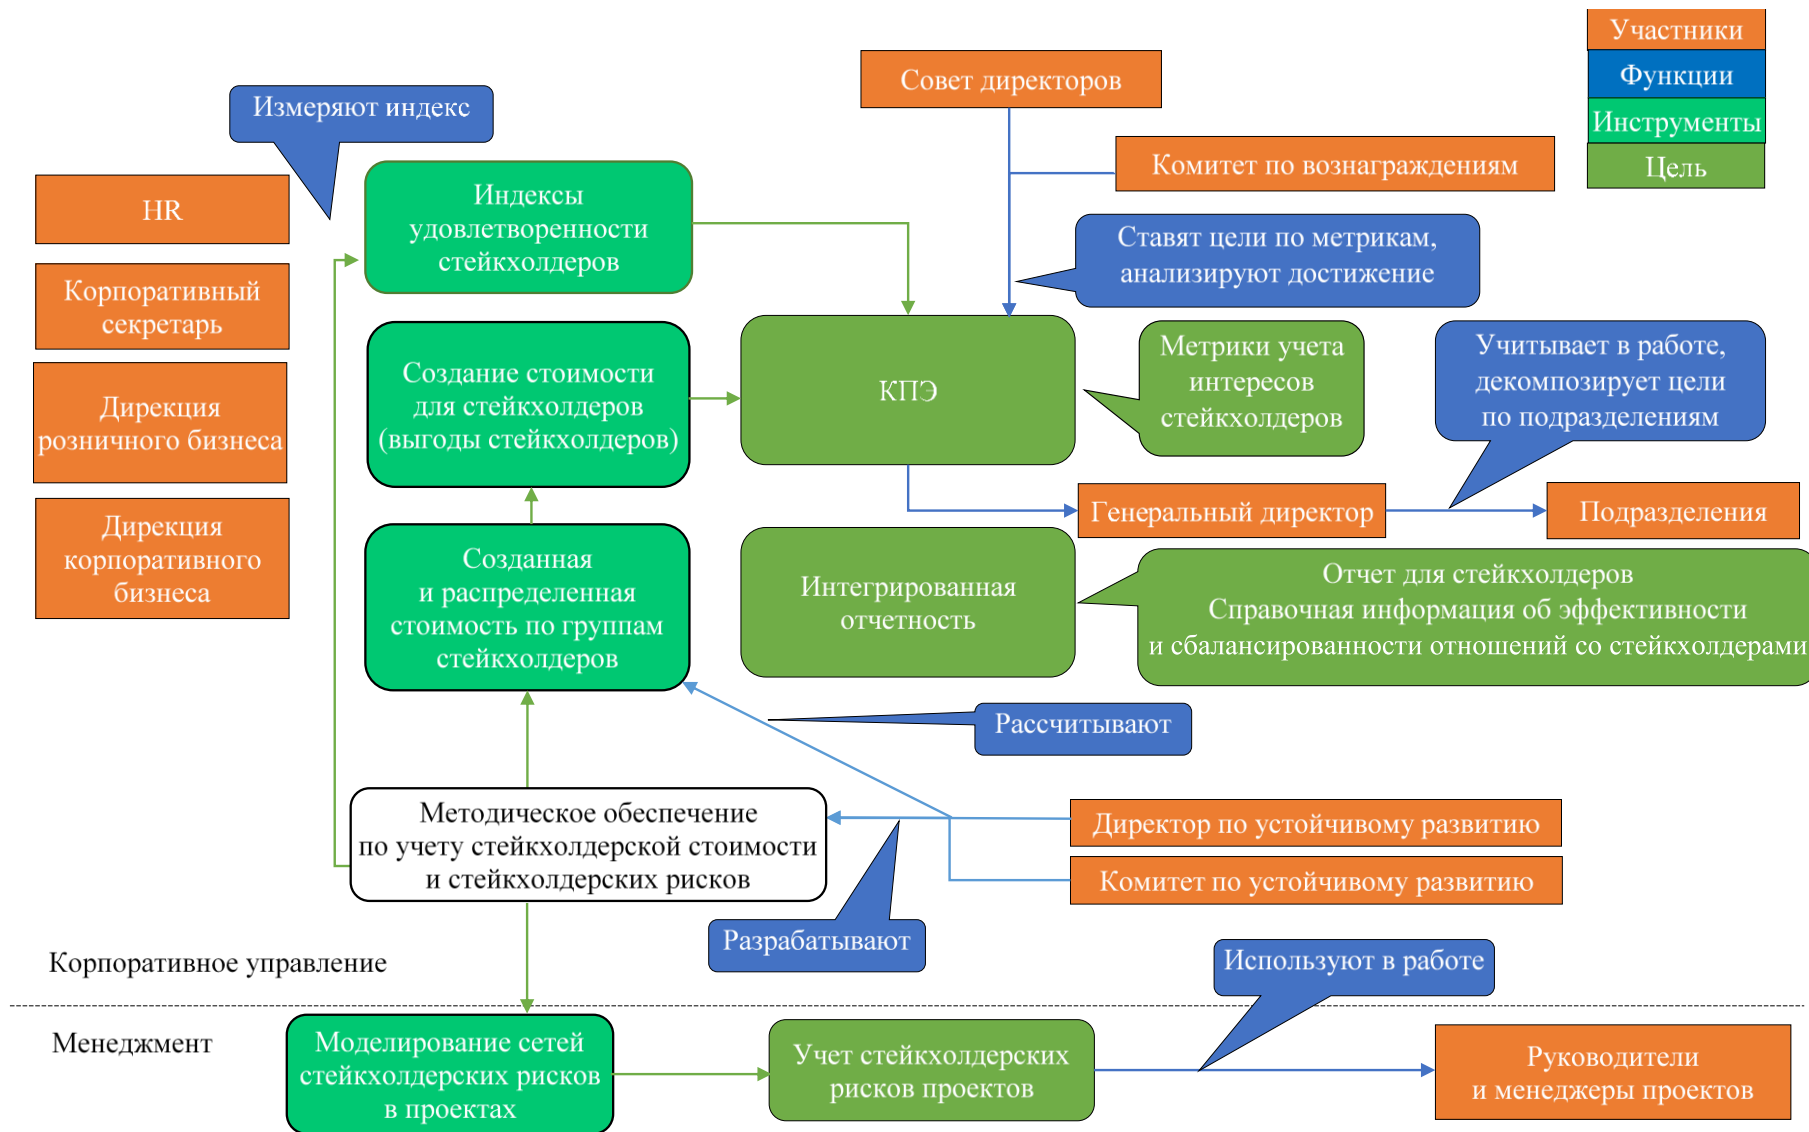 Участники
Функции
Инструменты
Цель
Совет директоров
Комитет по вознаграждениям
Измеряют индекс
HR
Корпоративный
секретарь
Дирекция
розничного бизнеса
Дирекция
корпоративного
бизнеса
Индексы
удовлетворенности
стейкхолдеров
Ставят цели по метрикам,
анализируют достижение
Создание стоимости
для стейкхолдеров
(выгоды стейкхолдеров)
КПЭ
Метрики учета
интересов
стейкхолдеров
Учитывает в работе,
декомпозирует цели
по подразделениям
Генеральный директор
Подразделения
Созданная
и распределенная
стоимость по группам
стейкхолдеров
Интегрированная
отчетность
Отчет для стейкхолдеров
Справочная информация об эффективности
и сбалансированности отношений со стейкхолдерами
Рассчитывают
Методическое обеспечение
по учету стейкхолдерской стоимости
и стейкхолдерских рисков
Директор по устойчивому развитию
Комитет по устойчивому развитию
Разрабатывают
Корпоративное управление
Используют в работе
Менеджмент
Моделирование сетей
стейкхолдерских рисков
в проектах
Учет стейкхолдерских
рисков проектов
Руководители
и менеджеры проектов